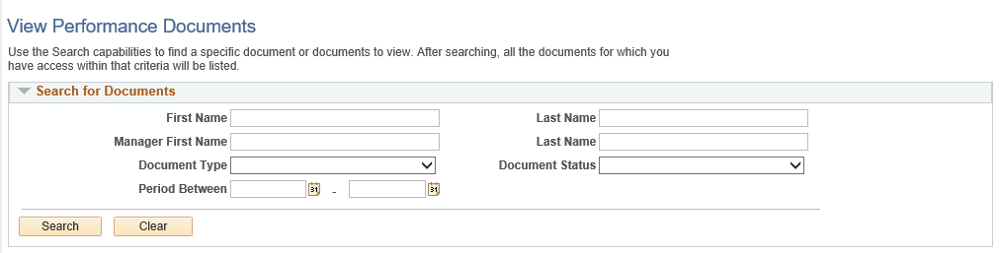 View Performance Documents
Use the Search capabilities to find a specific document or documents to view. After searching, all the documents for which you
have access within that criteria will be listed.
Search for Documents
First Name Last Name
Manager First Name Last Name
Document Type Document Status
Period Between 31 - 31
Search Clear